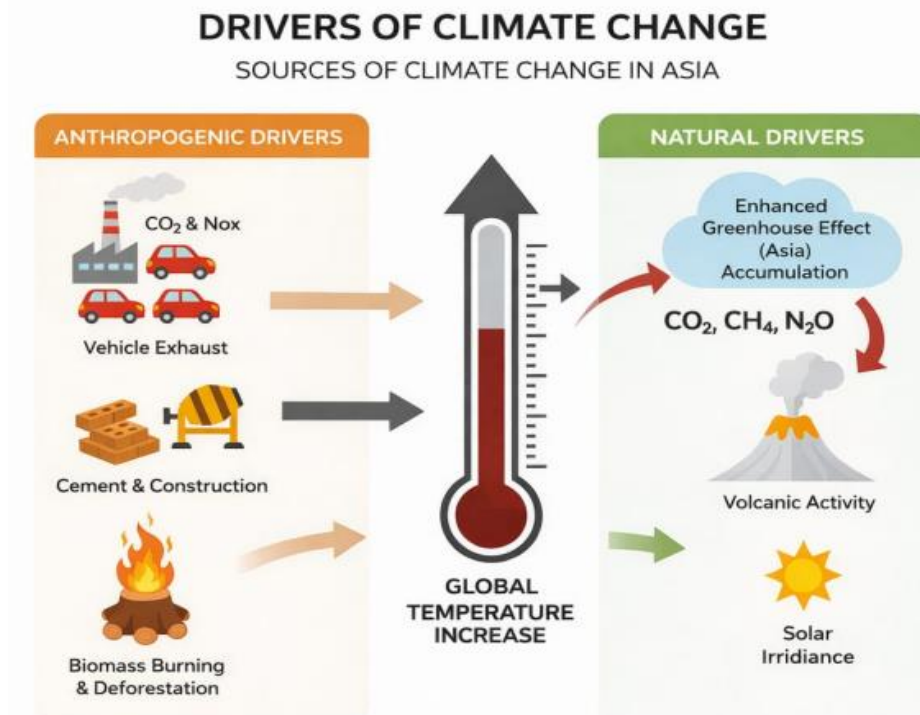 DRIVERS OF CLIMATE CHANGE
SOURCES OF CLIMATE CHANGE IN ASIA
ANTHROPOGENIC DRIVERS
CO₂ & Nox
Vehicle Exhaust
Cement & Construction
Biomass Burning
& Deforestation
GLOBAL
TEMPERATURE
INCREASE
NATURAL DRIVERS
Enhanced
Greenhouse Effect
(Asia)
Accumulation
CO₂, CH₄, N₂O
Volcanic Activity
Solar
Irridiance